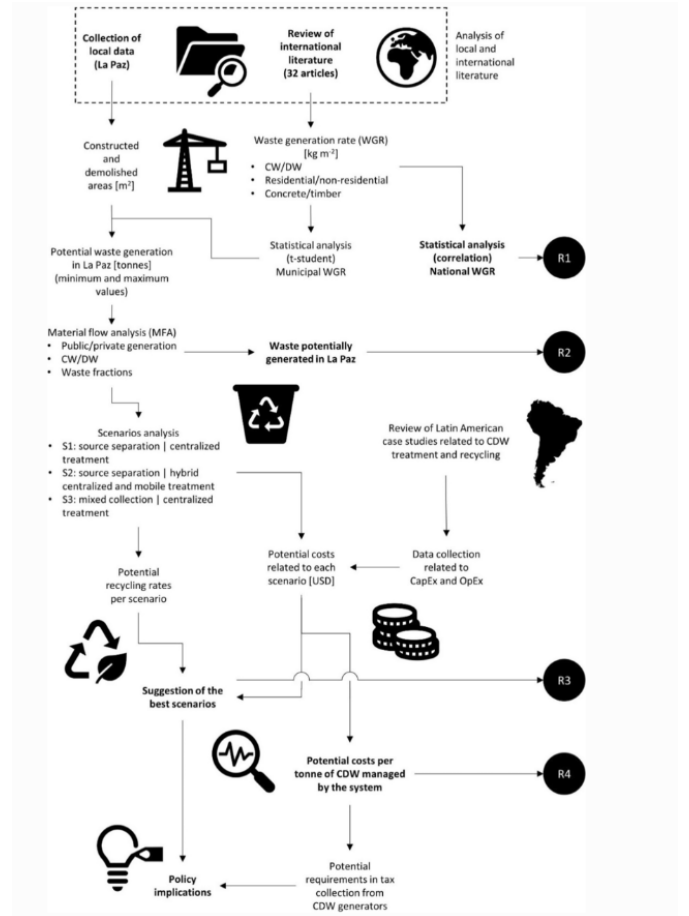 Collection of
local data
(La Paz)
Review of
international
literature
(32 articles)
Analysis of
local and
international
literature
Constructed
and
demolished
areas [m²]
Waste generation rate (WGR)
[kg m⁻²]
• CW/DW
• Residential/non-residential
• Concrete/timber
Potential waste generation
in La Paz [tonnes]
(minimum and maximum
values)
Statistical analysis
(t-student)
Municipal WGR
Statistical analysis
(correlation)
National WGR
R1
Material flow analysis (MFA)
• Public/private generation
• CW/DW
• Waste fractions
Waste potentially
generated in La Paz
R2
Scenarios analysis
• S1: source separation | centralized
treatment
• S2: source separation | hybrid
centralized and mobile treatment
• S3: mixed collection | centralized
treatment
Review of Latin American
case studies related to CDW
treatment and recycling
Potential
recycling rates
per scenario
Potential costs
related to each
scenario [USD]
Data collection
related to
CapEx and OpEx
Suggestion of the
best scenarios
R3
Potential costs per
tonne of CDW managed
by the system
R4
Policy
implications
Potential
requirements in tax
collection from
CDW generators